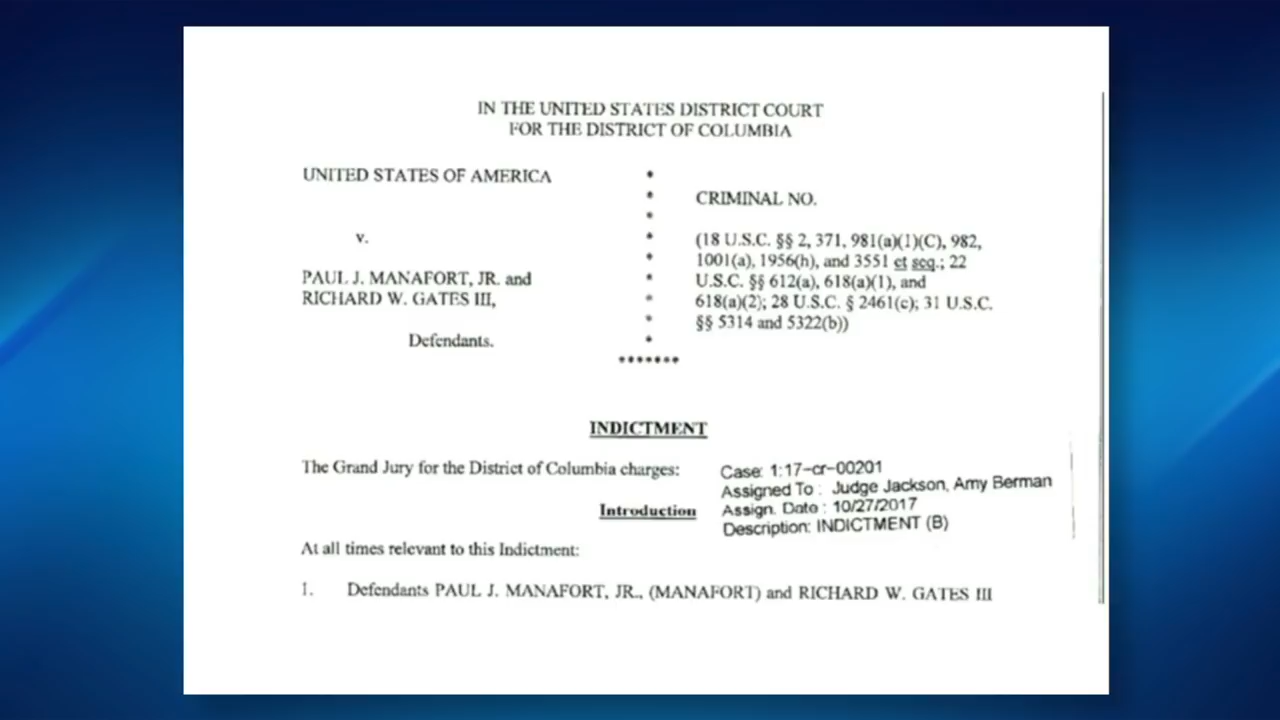 IN THE UNITED STATES DISTRICT COURT
FOR THE DISTRICT OF COLUMBIA
UNITED STATES OF AMERICA
v.
PAUL J. MANAFORT, JR. and
RICHARD W. GATES III,
Defendants.
*
*
*
*
*
*
*
*
*
*******
CRIMINAL NO.
(18 U.S.C. §§ 2, 371, 981(a)(1)(C), 982,
1001(a), 1956(h), and 3551 et seq.; 22
U.S.C. §§ 612(a), 618(a)(1), and
618(a)(2); 28 U.S.C. § 2461(c); 31 U.S.C.
§§ 5314 and 5322(b))
INDICTMENT
The Grand Jury for the District of Columbia charges:
Case: 1:17-cr-00201
Assigned To : Judge Jackson, Amy Berman
Assign. Date : 10/27/2017
Description: INDICTMENT (B)
Introduction
At all times relevant to this Indictment:
1. Defendants PAUL J. MANAFORT, JR., (MANAFORT) and RICHARD W. GATES III